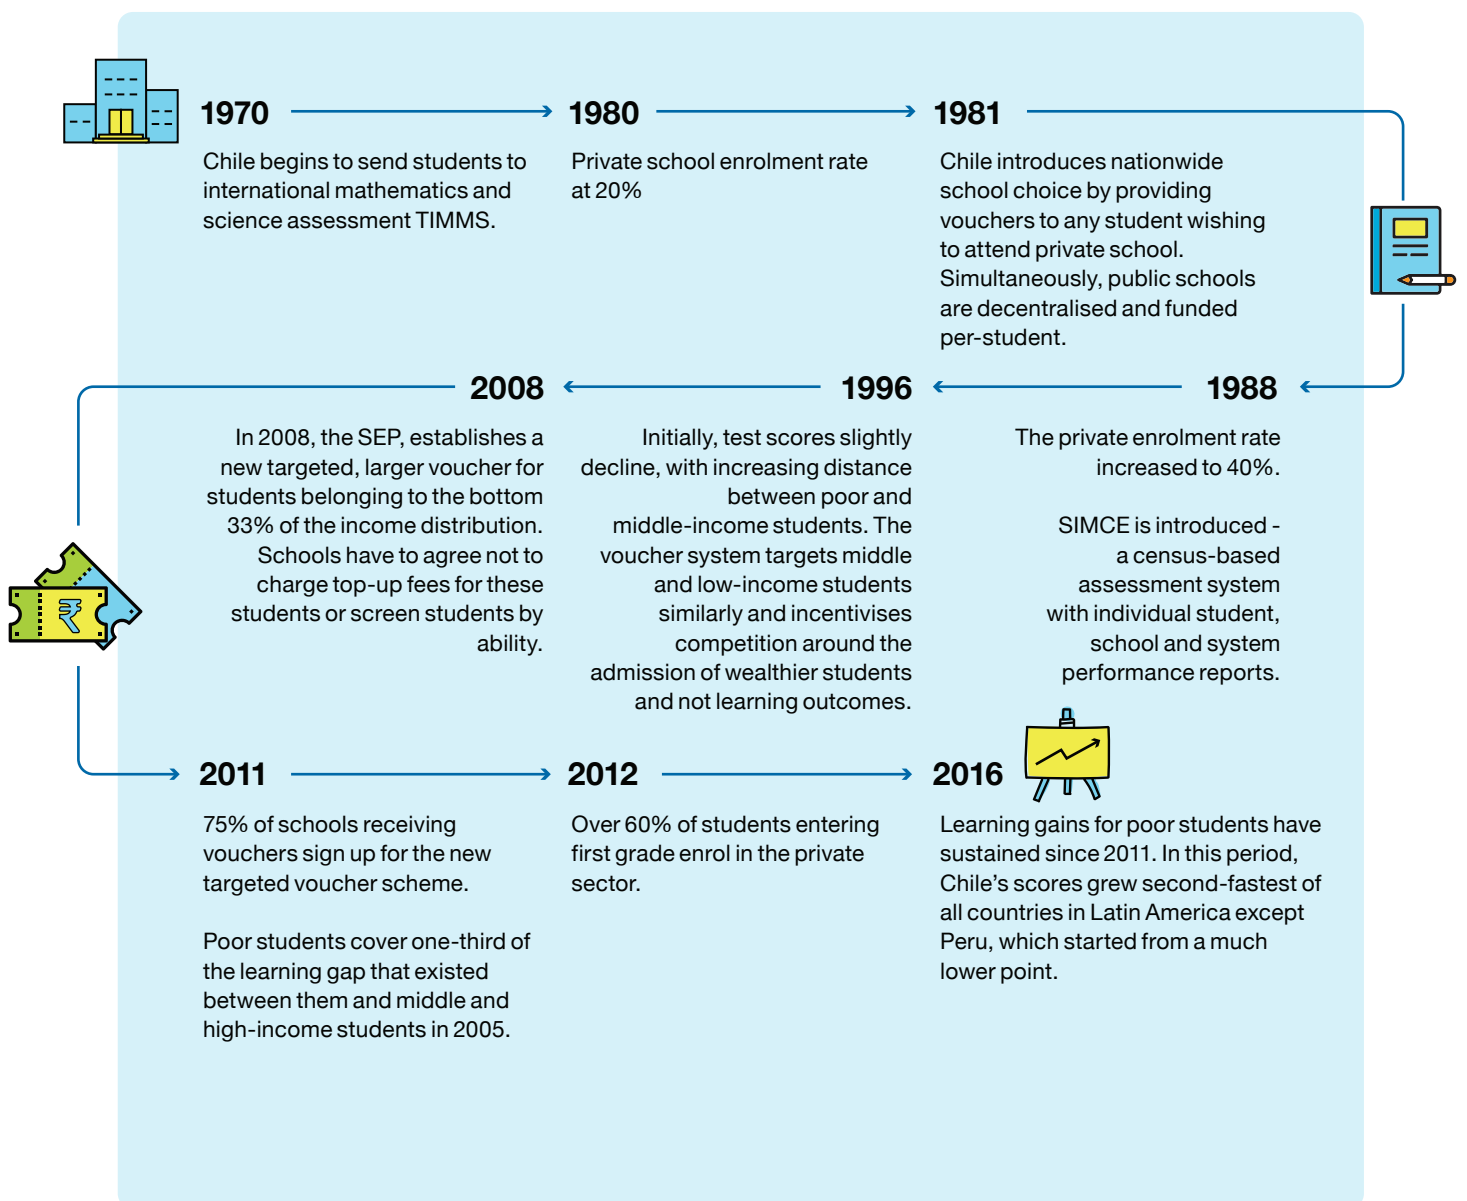 1970
Chile begins to send students to
international mathematics and
science assessment TIMMS.
1980
Private school enrolment rate
at 20%
1981
Chile introduces nationwide
school choice by providing
vouchers to any student wishing
to attend private school.
Simultaneously, public schools
are decentralised and funded
per-student.
1988
The private enrolment rate
increased to 40%.
SIMCE is introduced -
a census-based
assessment system
with individual student,
school and system
performance reports.
1996
Initially, test scores slightly
decline, with increasing distance
between poor and
middle-income students. The
voucher system targets middle
and low-income students
similarly and incentivises
competition around the
admission of wealthier students
and not learning outcomes.
2008
In 2008, the SEP, establishes a
new targeted, larger voucher for
students belonging to the bottom
33% of the income distribution.
Schools have to agree not to
charge top-up fees for these
students or screen students by
ability.
₹
2011
75% of schools receiving
vouchers sign up for the new
targeted voucher scheme.
Poor students cover one-third of
the learning gap that existed
between them and middle and
high-income students in 2005.
2012
Over 60% of students entering
first grade enrol in the private
sector.
2016
Learning gains for poor students have
sustained since 2011. In this period,
Chile’s scores grew second-fastest of
all countries in Latin America except
Peru, which started from a much
lower point.